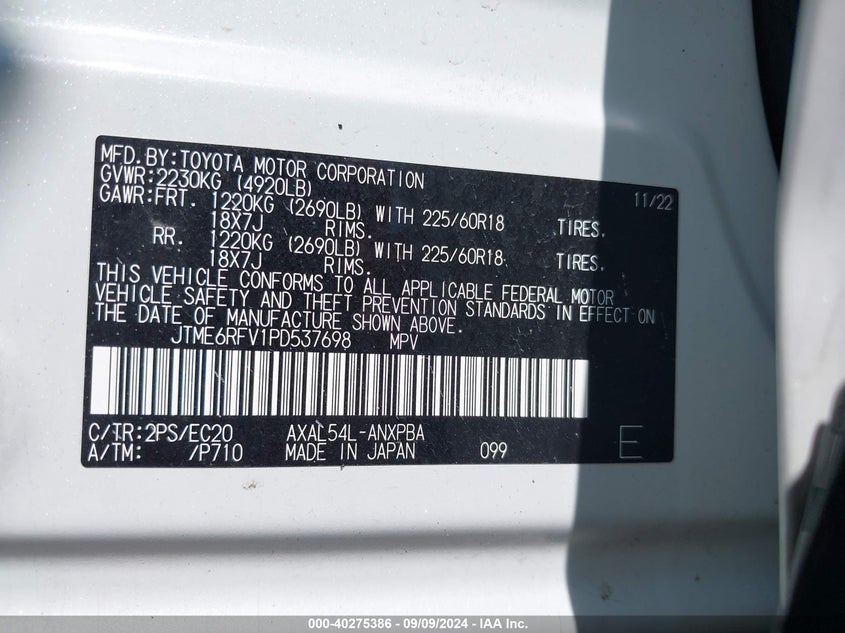 MFD.BY:TOYOTA MOTOR CORPORATION 11/22
GVWR:2230KG (4920LB)
GAWR:FRT. 1220KG (2690LB) WITH 225/60R18 TIRES.
18X7J RIMS.
RR. 1220KG (2690LB) WITH 225/60R18 TIRES.
18X7J RIMS.
THIS VEHICLE CONFORMS TO ALL APPLICABLE FEDERAL MOTOR
VEHICLE SAFETY AND THEFT PREVENTION STANDARDS IN EFFECT ON
THE DATE OF MANUFACTURE SHOWN ABOVE.
JTME6RFV1PD537698 MPV
C/TR:2PS/EC20 AXAL54L-ANXPBA
A/TM: /P710 MADE IN JAPAN 099 E
000-40275386 - 09/09/2024 - IAA Inc.